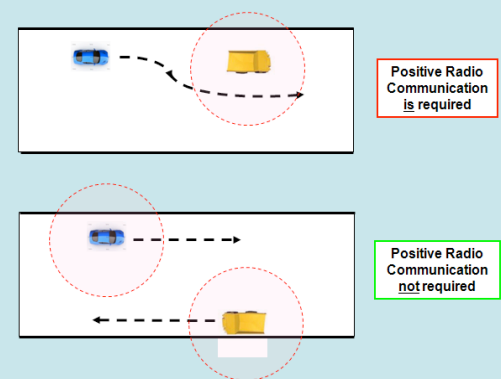 Positive Radio
Communication
is required
Positive Radio
Communication
not required